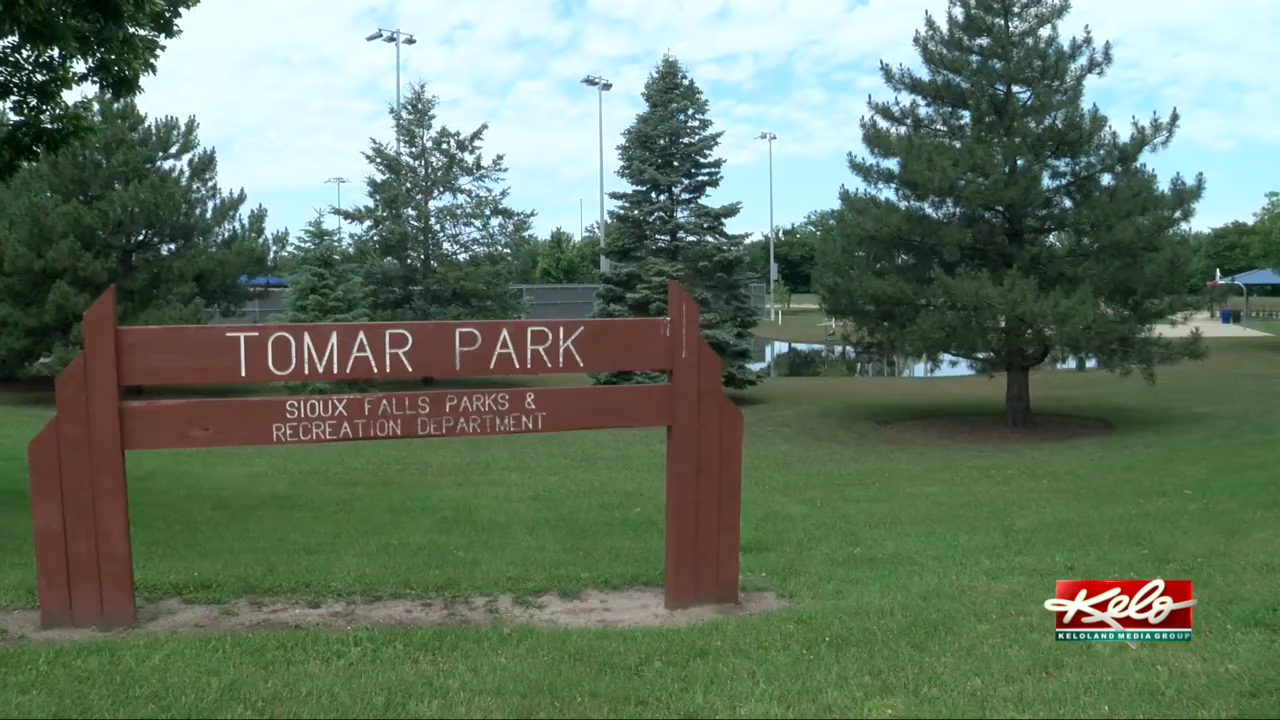 TOMAR PARK
SIOUX FALLS PARKS &
RECREATION DEPARTMENT
Kelo
KELOLAND MEDIA GROUP